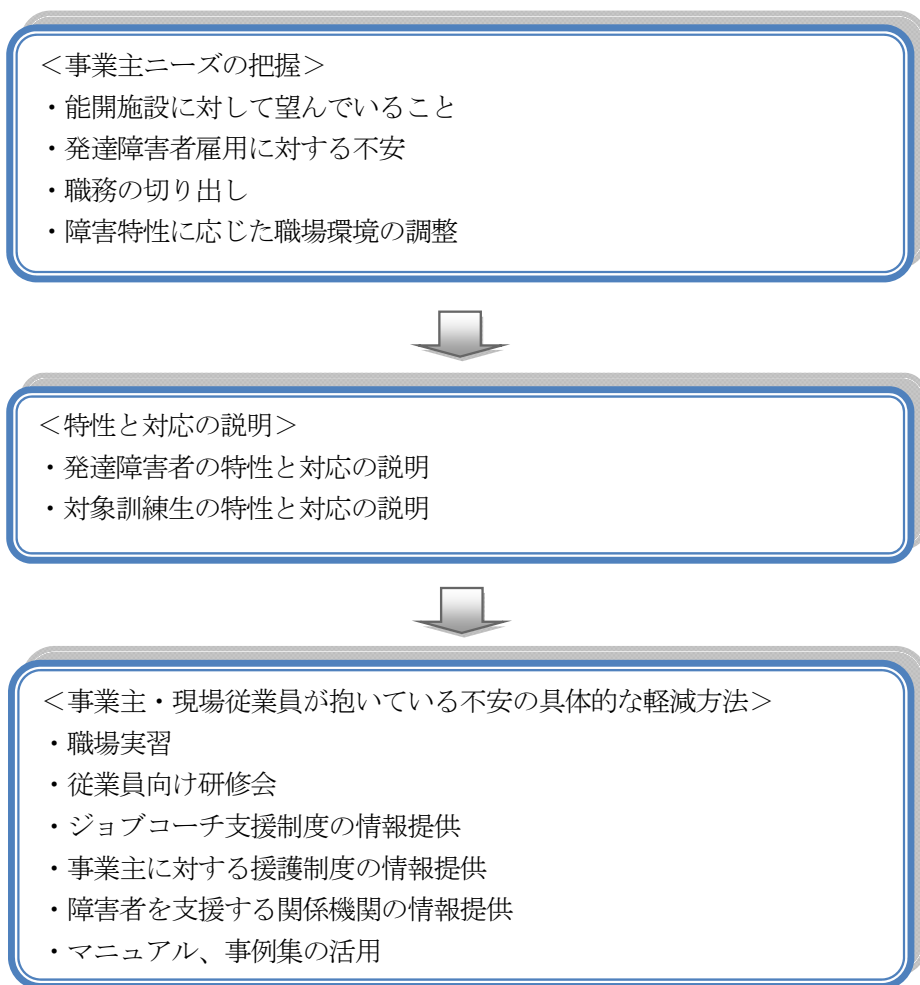 ＜事業主ニーズの把握＞
・能開施設に対して望んでいること
・発達障害者雇用に対する不安
・職務の切り出し
・障害特性に応じた職場環境の調整
＜特性と対応の説明＞
・発達障害者の特性と対応の説明
・対象訓練生の特性と対応の説明
＜事業主・現場従業員が抱いている不安の具体的な軽減方法＞
・職場実習
・従業員向け研修会
・ジョブコーチ支援制度の情報提供
・事業主に対する援護制度の情報提供
・障害者を支援する関係機関の情報提供
・マニュアル、事例集の活用